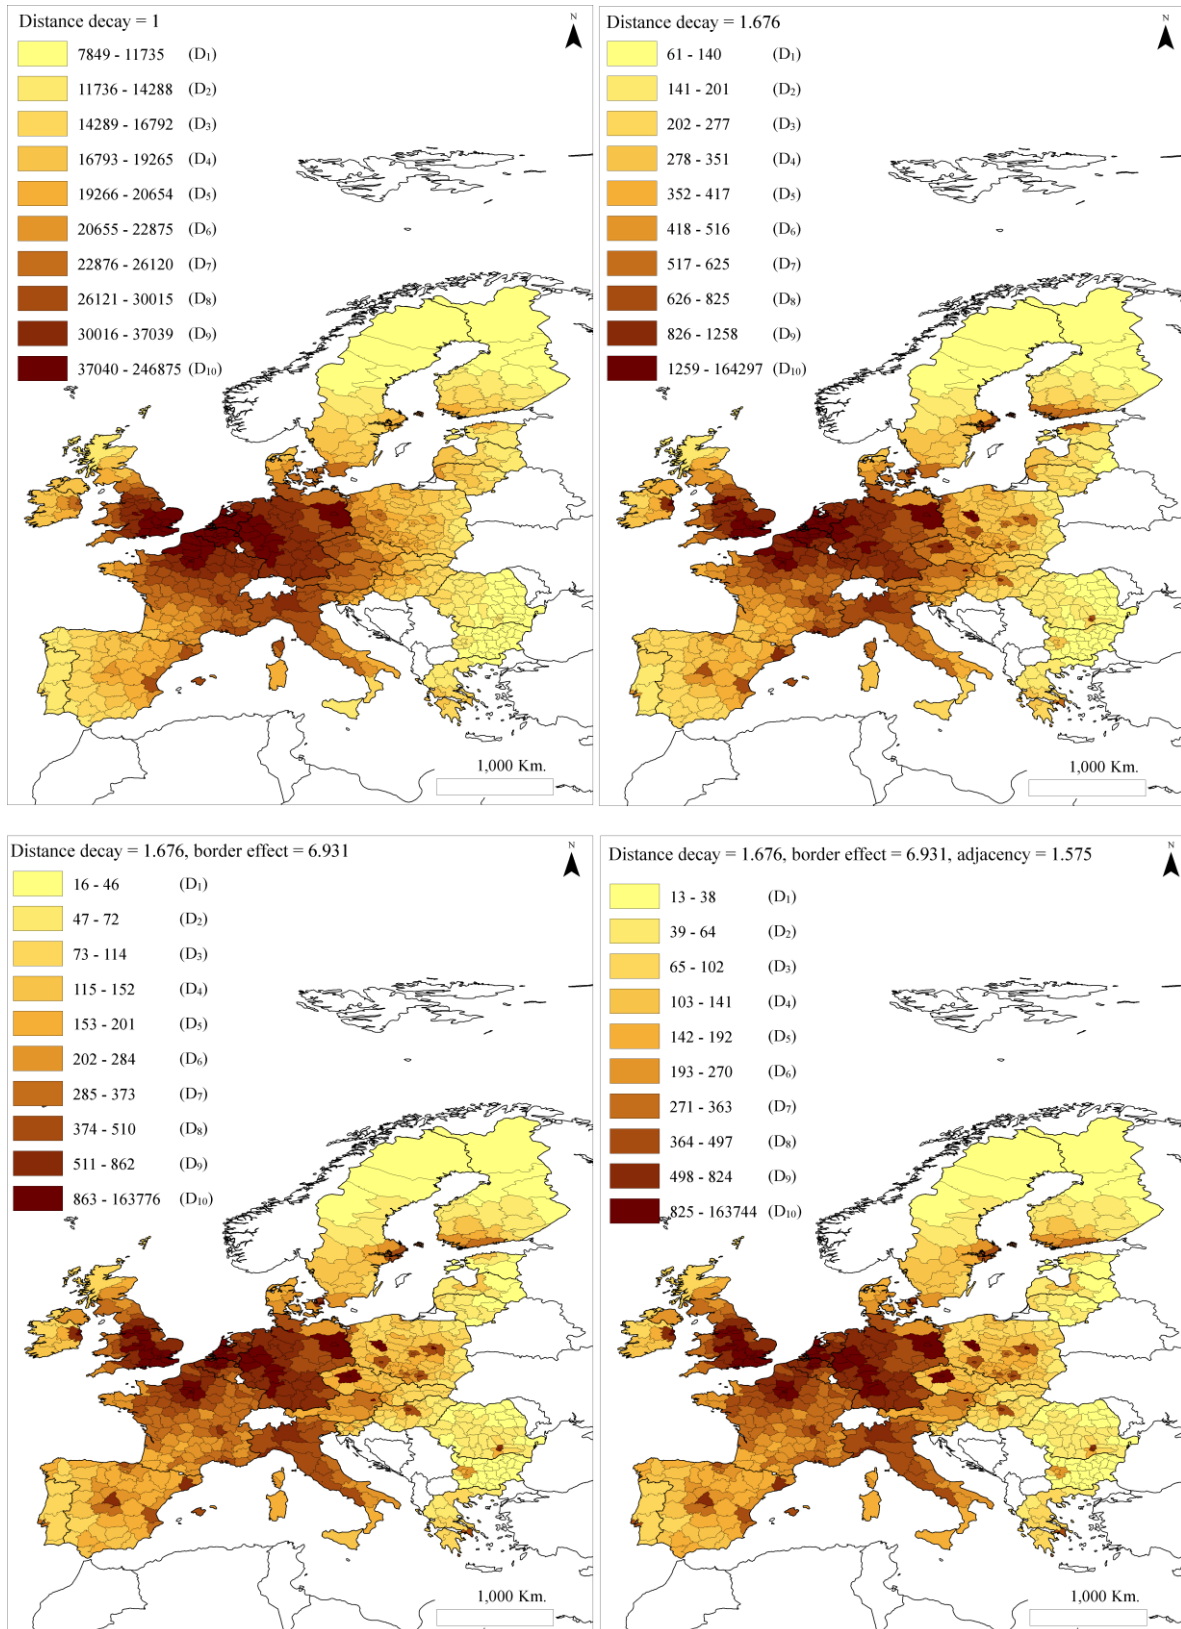 Distance decay = 1
N
7849 - 11735 (D1)
11736 - 14288 (D2)
14289 - 16792 (D3)
16793 - 19265 (D4)
19266 - 20654 (D5)
20655 - 22875 (D6)
22876 - 26120 (D7)
26121 - 30015 (D8)
30016 - 37039 (D9)
37040 - 246875 (D10)
1,000 Km.
Distance decay = 1.676
N
61 - 140 (D1)
141 - 201 (D2)
202 - 277 (D3)
278 - 351 (D4)
352 - 417 (D5)
418 - 516 (D6)
517 - 625 (D7)
626 - 825 (D8)
826 - 1258 (D9)
1259 - 164297 (D10)
1,000 Km.
Distance decay = 1.676, border effect = 6.931
N
16 - 46 (D1)
47 - 72 (D2)
73 - 114 (D3)
115 - 152 (D4)
153 - 201 (D5)
202 - 284 (D6)
285 - 373 (D7)
374 - 510 (D8)
511 - 862 (D9)
863 - 163776 (D10)
1,000 Km.
Distance decay = 1.676, border effect = 6.931, adjacency = 1.575
N
13 - 38 (D1)
39 - 64 (D2)
65 - 102 (D3)
103 - 141 (D4)
142 - 192 (D5)
193 - 270 (D6)
271 - 363 (D7)
364 - 497 (D8)
498 - 824 (D9)
825 - 163744 (D10)
1,000 Km.